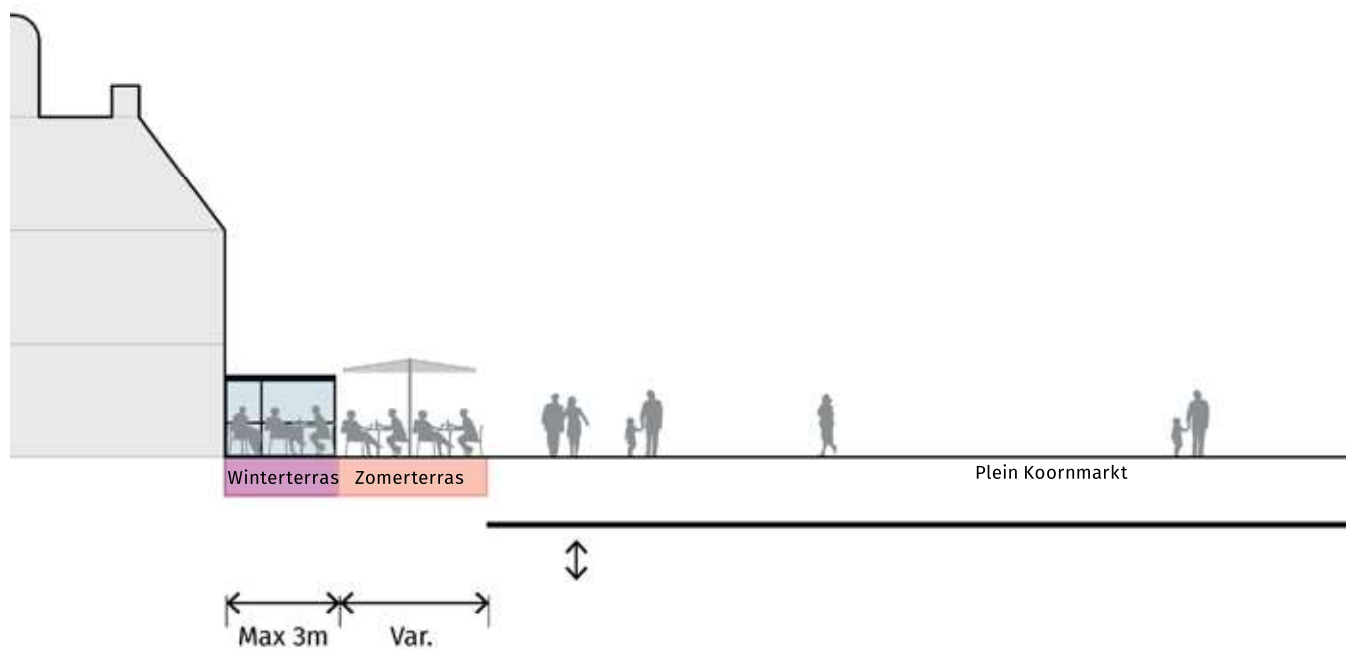 Winterterras
Zomerterras
Plein Koornmarkt
Max 3m
Var.